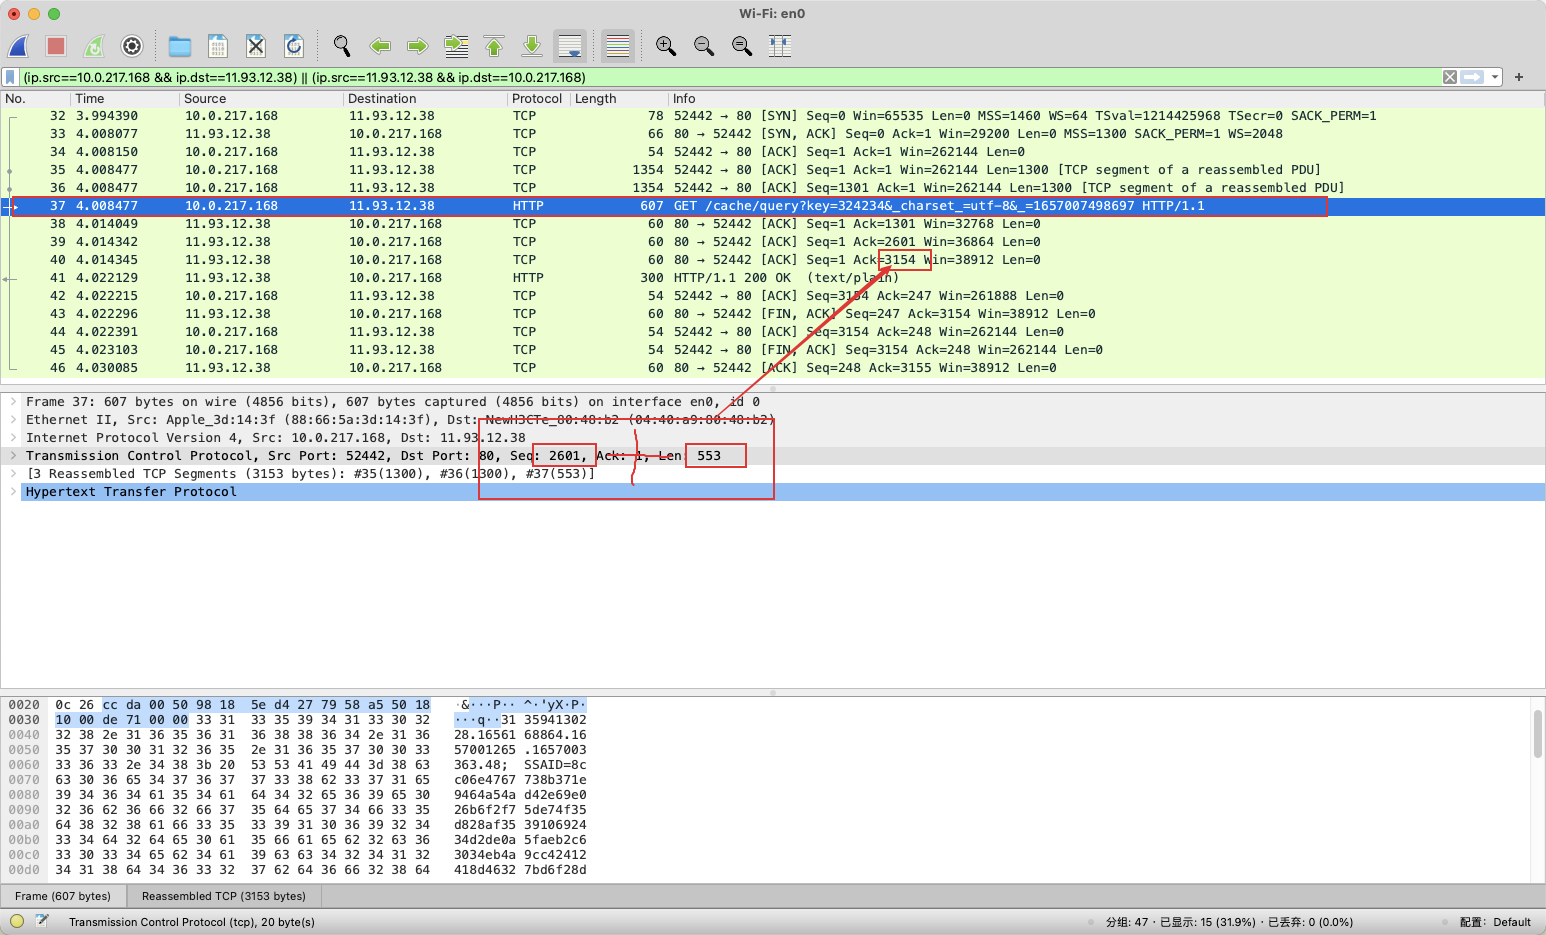 Wi-Fi: en0
(ip.src==10.0.217.168 && ip.dst==11.93.12.38) || (ip.src==11.93.12.38 && ip.dst==10.0.217.168)
No. Time Source Destination Protocol Length Info
32 3.994390 10.0.217.168 11.93.12.38 TCP 78 52442 → 80 [SYN] Seq=0 Win=65535 Len=0 MSS=1460 WS=64 TSval=1214425968 TSecr=0 SACK_PERM=1
33 4.008077 11.93.12.38 10.0.217.168 TCP 66 80 → 52442 [SYN, ACK] Seq=0 Ack=1 Win=29200 Len=0 MSS=1300 SACK_PERM=1 WS=2048
34 4.008150 10.0.217.168 11.93.12.38 TCP 54 52442 → 80 [ACK] Seq=1 Ack=1 Win=262144 Len=0
35 4.008477 10.0.217.168 11.93.12.38 TCP 1354 52442 → 80 [ACK] Seq=1 Ack=1 Win=262144 Len=1300 [TCP segment of a reassembled PDU]
36 4.008477 10.0.217.168 11.93.12.38 TCP 1354 52442 → 80 [ACK] Seq=1301 Ack=1 Win=262144 Len=1300 [TCP segment of a reassembled PDU]
37 4.008477 10.0.217.168 11.93.12.38 HTTP 607 GET /cache/query?key=324234&_charset_=utf-8&_=1657007498697 HTTP/1.1
38 4.014049 11.93.12.38 10.0.217.168 TCP 60 80 → 52442 [ACK] Seq=1 Ack=1301 Win=32768 Len=0
39 4.014342 11.93.12.38 10.0.217.168 TCP 60 80 → 52442 [ACK] Seq=1 Ack=2601 Win=36864 Len=0
40 4.014345 11.93.12.38 10.0.217.168 TCP 60 80 → 52442 [ACK] Seq=1 Ack=3154 Win=38912 Len=0
41 4.022129 11.93.12.38 10.0.217.168 HTTP 300 HTTP/1.1 200 OK (text/plain)
42 4.022215 10.0.217.168 11.93.12.38 TCP 54 52442 → 80 [ACK] Seq=3154 Ack=247 Win=261888 Len=0
43 4.022296 11.93.12.38 10.0.217.168 TCP 60 80 → 52442 [FIN, ACK] Seq=247 Ack=3154 Win=38912 Len=0
44 4.022391 10.0.217.168 11.93.12.38 TCP 54 52442 → 80 [ACK] Seq=3154 Ack=248 Win=262144 Len=0
45 4.023103 10.0.217.168 11.93.12.38 TCP 54 52442 → 80 [FIN, ACK] Seq=3154 Ack=248 Win=262144 Len=0
46 4.030085 11.93.12.38 10.0.217.168 TCP 60 80 → 52442 [ACK] Seq=248 Ack=3155 Win=38912 Len=0
Frame 37: 607 bytes on wire (4856 bits), 607 bytes captured (4856 bits) on interface en0, id 0
Ethernet II, Src: Apple_3d:14:3f (88:66:5a:3d:14:3f), Dst: NewH3CTe_80:48:b2 (04:40:a9:80:48:b2)
Internet Protocol Version 4, Src: 10.0.217.168, Dst: 11.93.12.38
Transmission Control Protocol, Src Port: 52442, Dst Port: 80, Seq: 2601, Ack: 1, Len: 553
[3 Reassembled TCP Segments (3153 bytes): #35(1300), #36(1300), #37(553)]
Hypertext Transfer Protocol
0020 0c 26 cc da 00 50 98 18 5e d4 27 79 58 a5 50 18 ·&···P·· ^·'yX·P·
0030 10 00 de 71 00 00 33 31 33 35 39 34 31 33 30 32 ···q··31 35941302
0040 32 38 2e 31 36 35 36 31 36 38 38 36 34 2e 31 36 28.16561 68864.16
0050 35 37 30 30 31 32 36 35 2e 31 36 35 37 30 30 33 57001265 .1657003
0060 33 36 33 2e 34 38 3b 20 53 53 41 49 44 3d 38 63 363.48; SSAID=8c
0070 63 30 36 65 34 37 36 37 37 33 38 62 33 37 31 65 c06e4767 738b371e
0080 39 34 36 34 61 35 34 61 64 34 32 65 36 39 65 30 9464a54a d42e69e0
0090 32 36 62 36 66 32 66 37 35 64 65 37 34 66 33 35 26b6f2f7 5de74f35
00a0 64 38 32 38 61 66 33 35 33 39 31 30 36 39 32 34 d828af35 39106924
00b0 33 34 64 32 64 65 30 61 35 66 61 65 62 32 63 36 34d2de0a 5faeb2c6
00c0 33 30 33 34 65 62 34 61 39 63 63 34 32 34 31 32 3034eb4a 9cc42412
00d0 34 31 38 64 34 36 33 32 37 62 64 36 66 32 38 64 418d4632 7bd6f28d
Frame (607 bytes) Reassembled TCP (3153 bytes)
Transmission Control Protocol (tcp), 20 byte(s) 分组: 47 · 已显示: 15 (31.9%) · 已丢弃: 0 (0.0%) 配置: Default